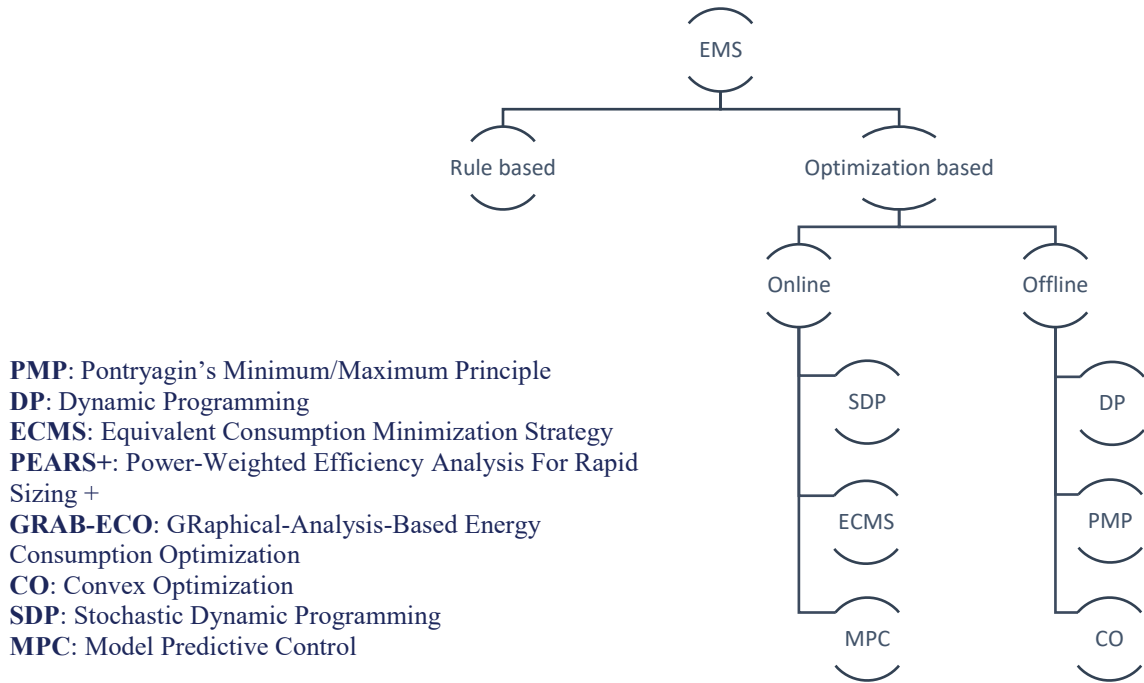 EMS
Rule based
Optimization based
Online
Offline
SDP
DP
ECMS
PMP
MPC
CO
PMP: Pontryagin’s Minimum/Maximum Principle
DP: Dynamic Programming
ECMS: Equivalent Consumption Minimization Strategy
PEARS+: Power-Weighted Efficiency Analysis For Rapid
Sizing +
GRAB-ECO: GRaphical-Analysis-Based Energy
Consumption Optimization
CO: Convex Optimization
SDP: Stochastic Dynamic Programming
MPC: Model Predictive Control